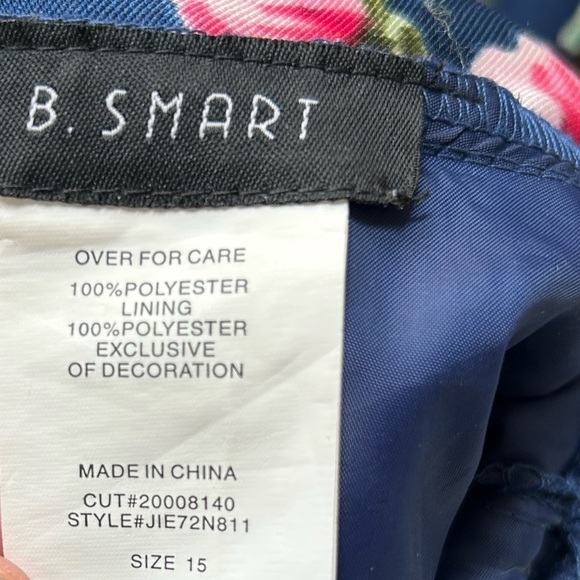 B. SMART
OVER FOR CARE
100%POLYESTER
LINING
100%POLYESTER
EXCLUSIVE
OF DECORATION
MADE IN CHINA
CUT#20008140
STYLE#JIE72N811
SIZE 15